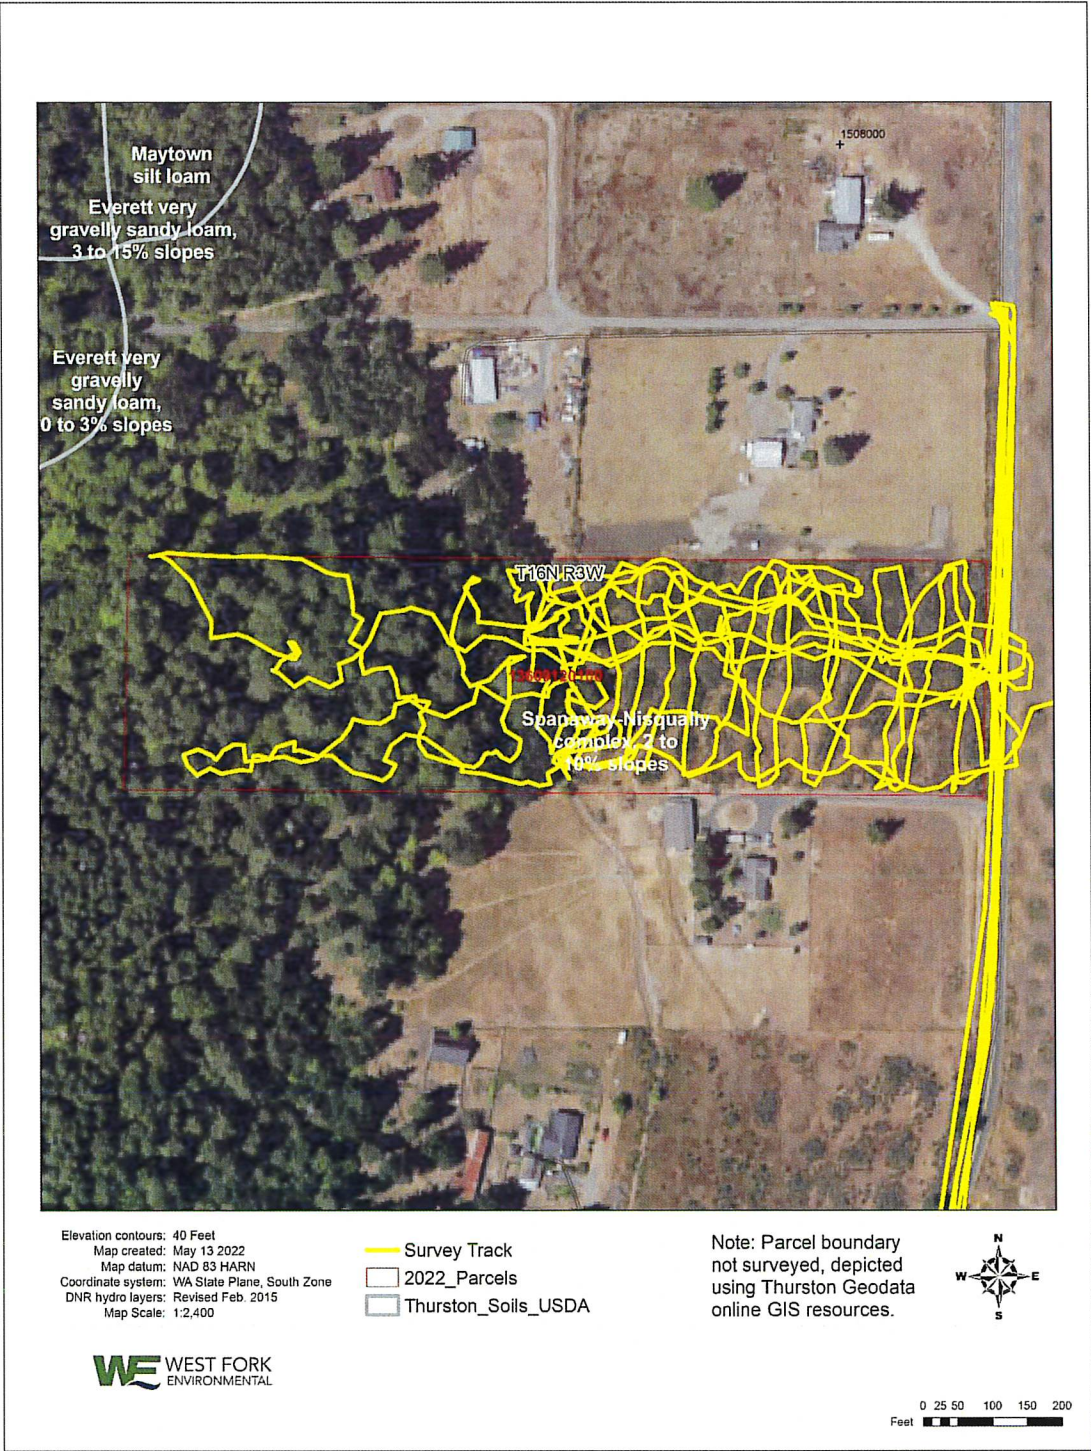 1508000
Maytown
silt loam
Everett very
gravelly sandy loam,
3 to 15% slopes
Everett very
gravelly
sandy loam,
0 to 3% slopes
T16N R3W
Spanaway-Nisqually
complex, 2 to
10% slopes
Elevation contours: 40 Feet
Map created: May 13 2022
Map datum: NAD 83 HARN
Coordinate system: WA State Plane, South Zone
DNR hydro layers: Revised Feb. 2015
Map Scale: 1:2,400
Survey Track
2022_Parcels
Thurston_Soils_USDA
Note: Parcel boundary
not surveyed, depicted
using Thurston Geodata
online GIS resources.
N
W E
S
WE WEST FORK
ENVIRONMENTAL
0 25 50 100 150 200
Feet